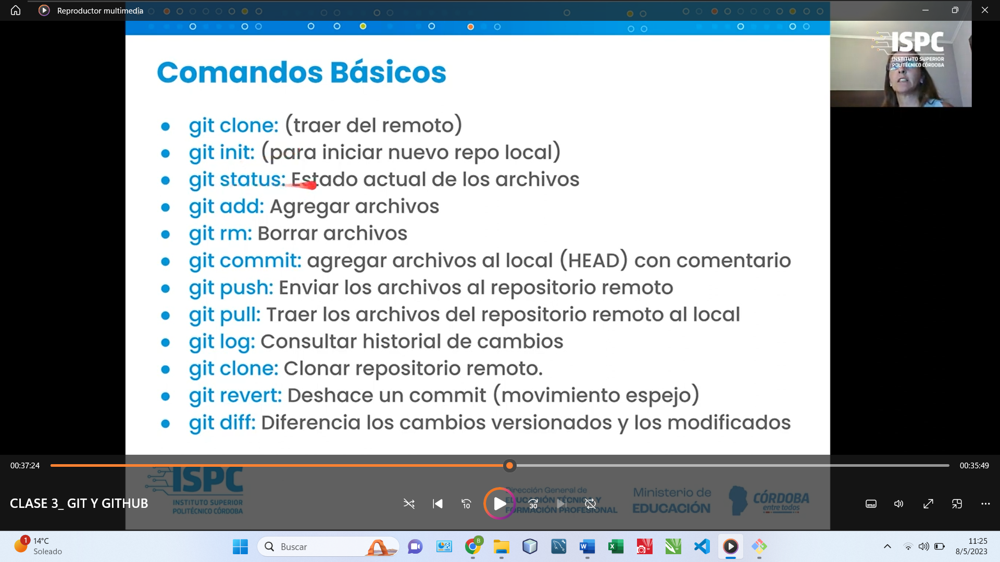 Reproductor multimedia
ISPC
INSTITUTO SUPERIOR
POLITÉCNICO CÓRDOBA
Comandos Básicos
git clone: (traer del remoto)
git init: (para iniciar nuevo repo local)
git status: Estado actual de los archivos
git add: Agregar archivos
git rm: Borrar archivos
git commit: agregar archivos al local (HEAD) con comentario
git push: Enviar los archivos al repositorio remoto
git pull: Traer los archivos del repositorio remoto al local
git log: Consultar historial de cambios
git clone: Clonar repositorio remoto.
git revert: Deshace un commit (movimiento espejo)
git diff: Diferencia los cambios versionados y los modificados
00:37:24
00:35:49
ISPC
INSTITUTO SUPERIOR
POLITÉCNICO CÓRDOBA
CLASE 3_ GIT Y GITHUB
10
30
Dirección General de
EDUCACIÓN TÉCNICO Y
FORMACIÓN PROFESIONAL
Ministerio de
EDUCACIÓN
CÓRDOBA
entre todos
1
14°C
Soleado
Buscar
B
W
X
11:25
8/5/2023